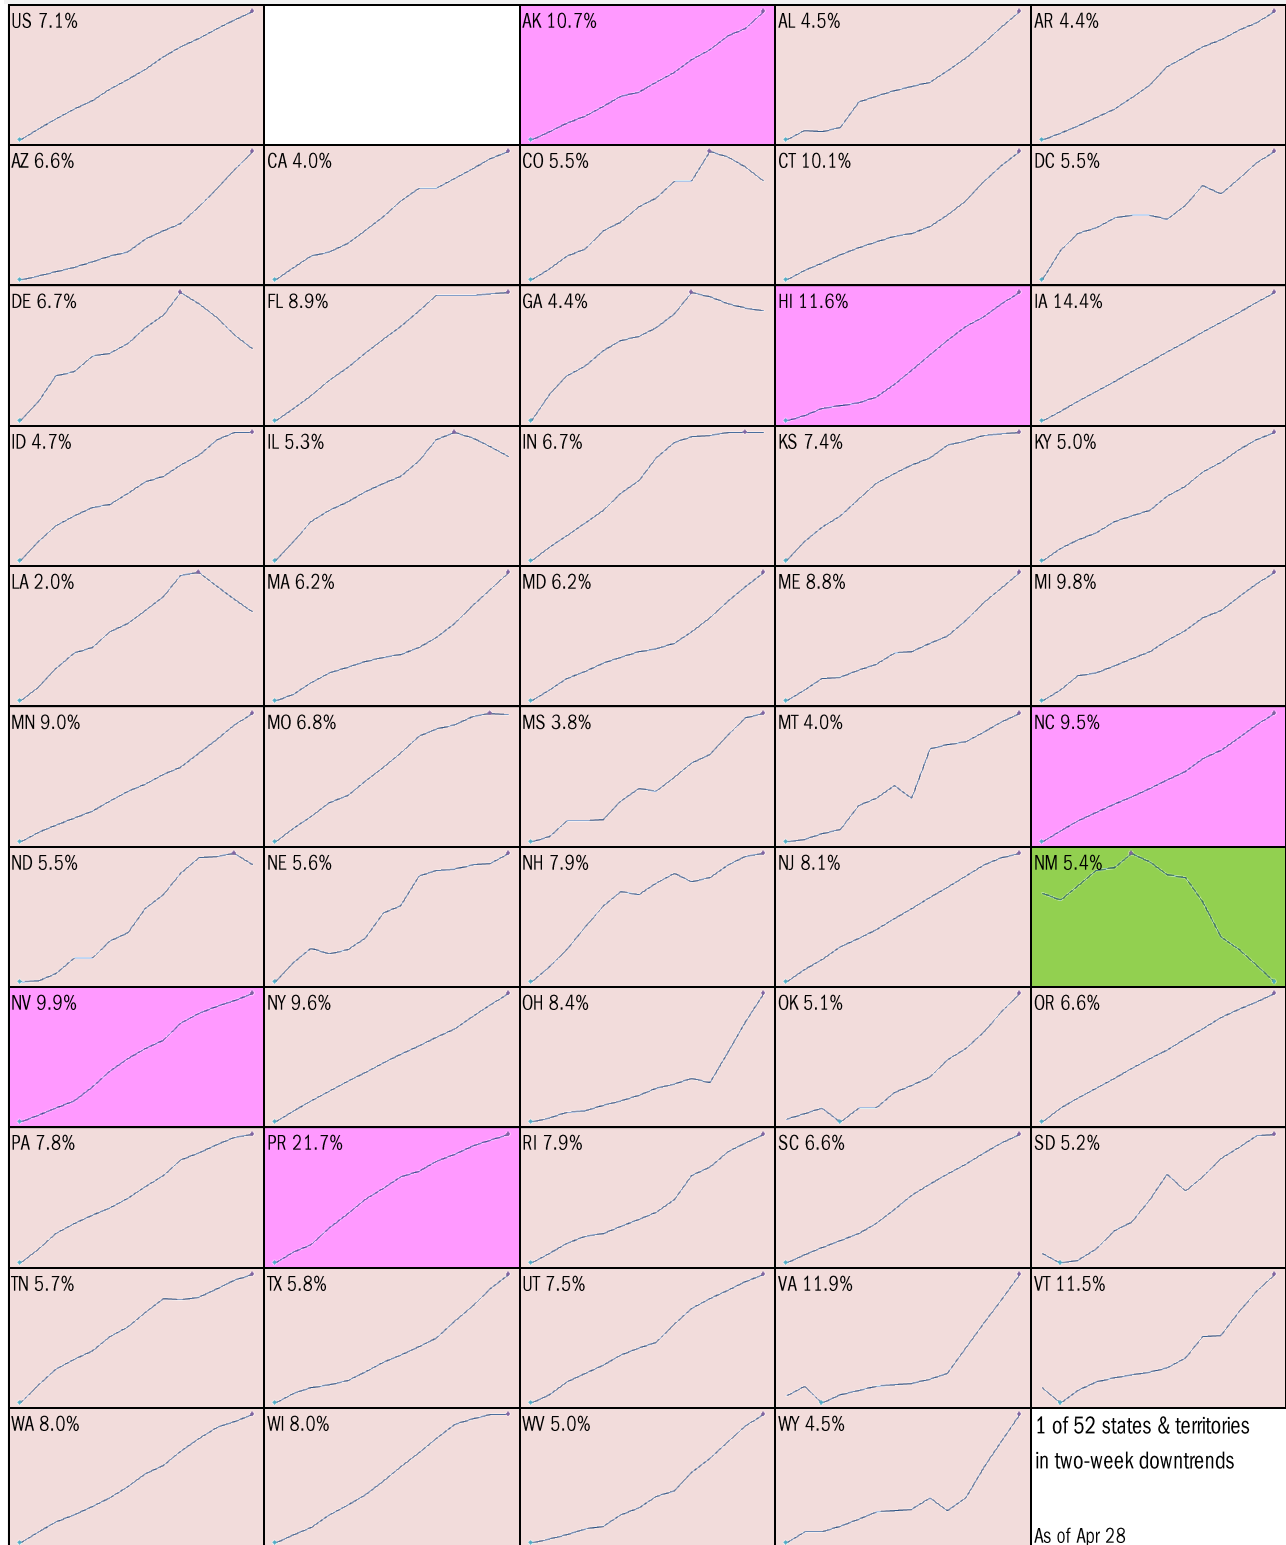 US 7.1%
AK 10.7%
AL 4.5%
AR 4.4%
AZ 6.6%
CA 4.0%
CO 5.5%
CT 10.1%
DC 5.5%
DE 6.7%
FL 8.9%
GA 4.4%
HI 11.6%
IA 14.4%
ID 4.7%
IL 5.3%
IN 6.7%
KS 7.4%
KY 5.0%
LA 2.0%
MA 6.2%
MD 6.2%
ME 8.8%
MI 9.8%
MN 9.0%
MO 6.8%
MS 3.8%
MT 4.0%
NC 9.5%
ND 5.5%
NE 5.6%
NH 7.9%
NJ 8.1%
NM 5.4%
NV 9.9%
NY 9.6%
OH 8.4%
OK 5.1%
OR 6.6%
PA 7.8%
PR 21.7%
RI 7.9%
SC 6.6%
SD 5.2%
TN 5.7%
TX 5.8%
UT 7.5%
VA 11.9%
VT 11.5%
WA 8.0%
WI 8.0%
WV 5.0%
WY 4.5%
1 of 52 states & territories
in two-week downtrends
As of Apr 28